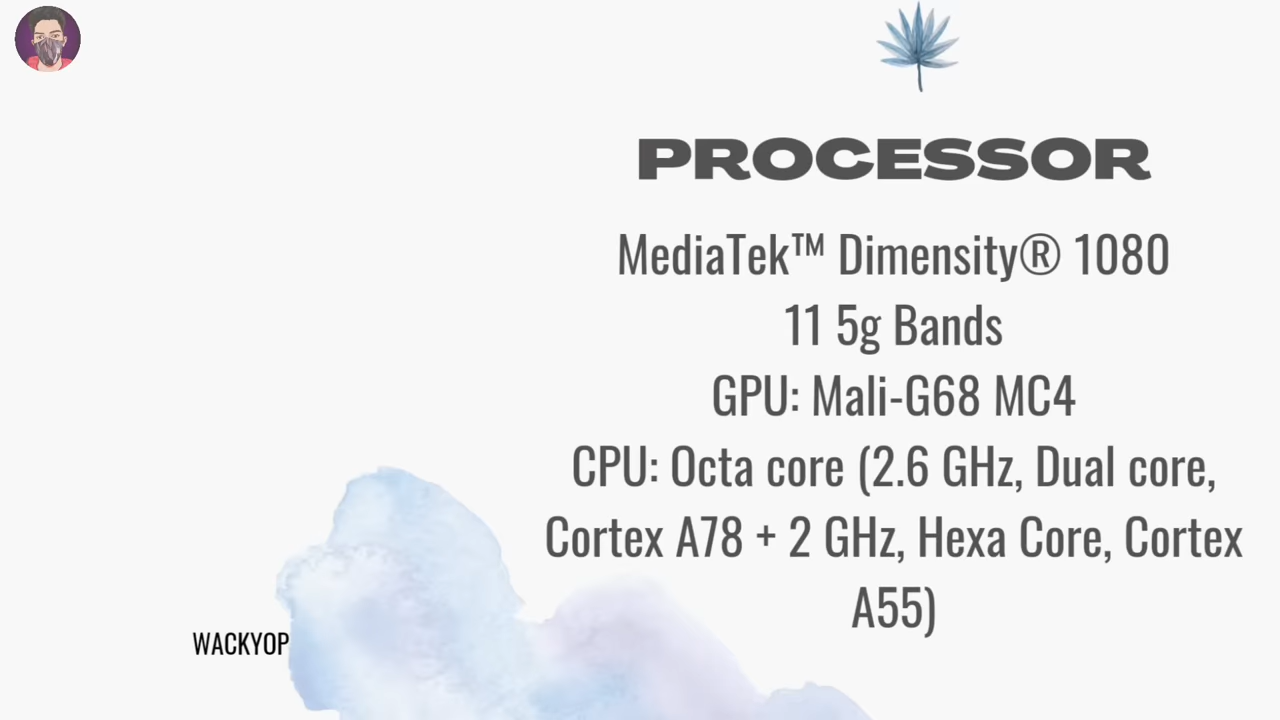 PROCESSOR
MediaTek™ Dimensity® 1080
11 5g Bands
GPU: Mali-G68 MC4
CPU: Octa core (2.6 GHz, Dual core,
Cortex A78 + 2 GHz, Hexa Core, Cortex
A55)
WACKYOP